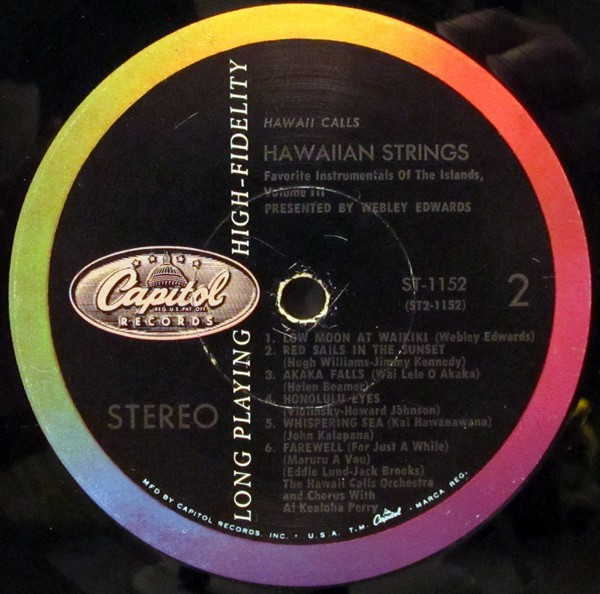 HAWAII CALLS
HAWAIIAN STRINGS
Favorite Instrumentals Of The Islands,
Volume III
PRESENTED BY WEBLEY EDWARDS
LONG PLAYING HIGH-FIDELITY
Capitol
REG. U.S. PAT. OFF.
RECORDS
ST-1152
(ST2-1152)
2
STEREO
1. LOW MOON AT WAIKIKI (Webley Edwards)
2. RED SAILS IN THE SUNSET
(Hugh Williams-Jimmy Kennedy)
3. AKAKA FALLS (Wai Lele O Akaka)
(Helen Beamer)
4. HONOLULU EYES
(Violinsky-Howard Johnson)
5. WHISPERING SEA (Kai Hawanawana)
(John Kalapana)
6. FAREWELL (For Just A While)
(Maruru A Vau)
(Eddie Lund-Jack Brooks)
The Hawaii Calls Orchestra
and Chorus With
Al Kealoha Perry
MFD BY CAPITOL RECORDS, INC. • U.S.A. T.M. Capitol • MARCA REG.